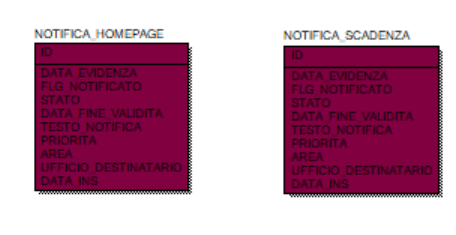 NOTIFICA_HOMEPAGE
ID
DATA_EVIDENZA
FLG_NOTIFICATO
STATO
DATA_FINE_VALIDITA
TESTO_NOTIFICA
PRIORITA
AREA
UFFICIO_DESTINATARIO
DATA_INS
NOTIFICA_SCADENZA
ID
DATA_EVIDENZA
FLG_NOTIFICATO
STATO
DATA_FINE_VALIDITA
TESTO_NOTIFICA
PRIORITA
AREA
UFFICIO_DESTINATARIO
DATA_INS